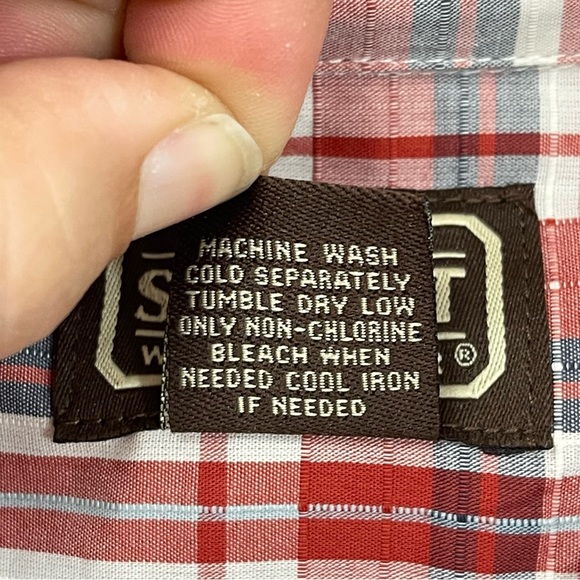 MACHINE WASH
COLD SEPARATELY
TUMBLE DRY LOW
ONLY NON-CHLORINE
BLEACH WHEN
NEEDED COOL IRON
IF NEEDED
®